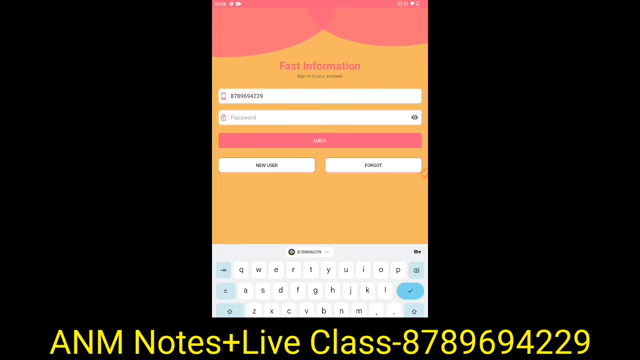 Fast Information
Sign in to your account
8789694229
Password
LOGIN
NEW USER
FORGOT
8789694229
q w e r t y u i o p
a s d f g h j k l
z x c v b n m , .
ANM Notes+Live Class-8789694229